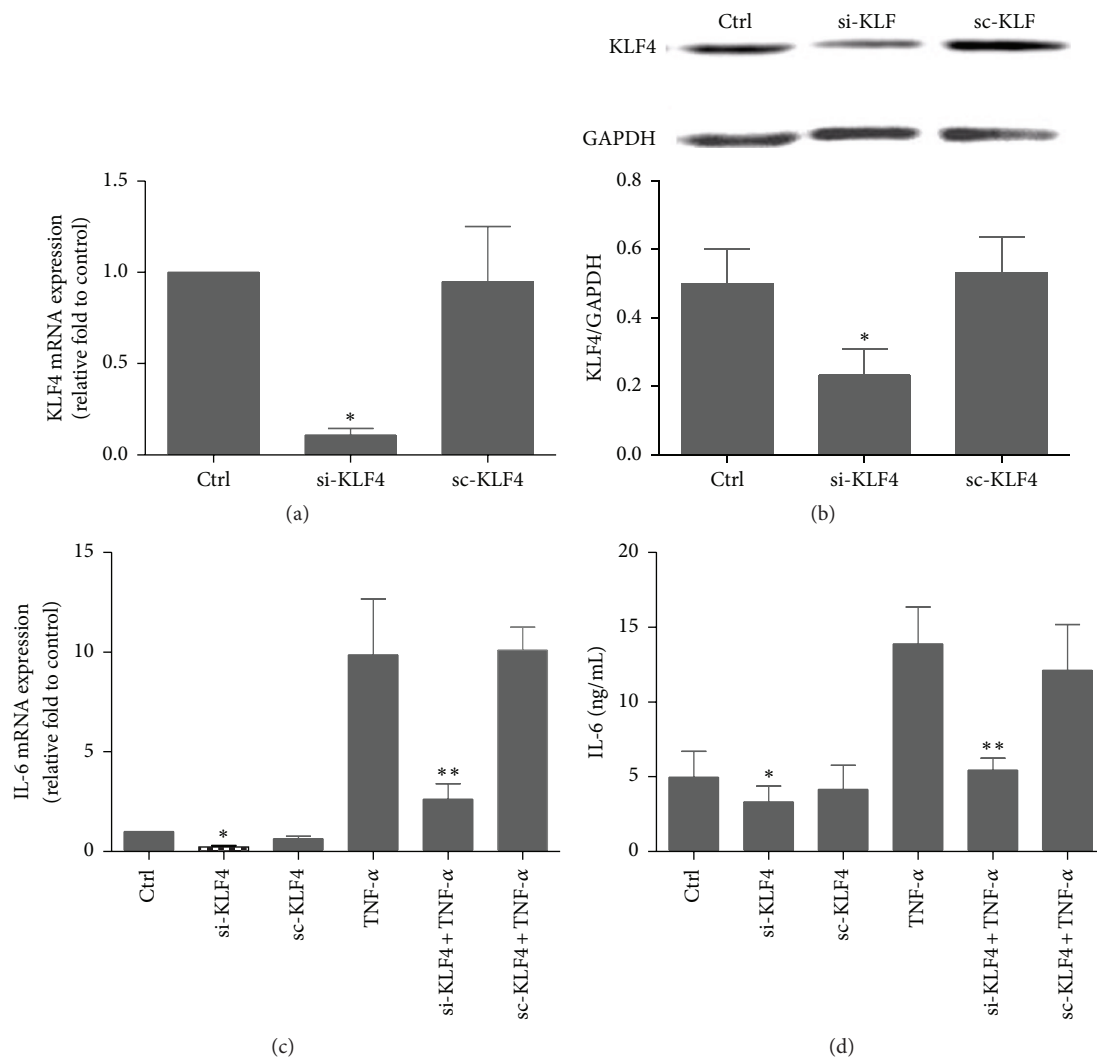 Ctrl si-KLF sc-KLF
KLF4
GAPDH
KLF4 mRNA expression
(relative fold to control)
1.5
1.0
0.5
0.0
*
Ctrl si-KLF4 sc-KLF4
(a)
KLF4/GAPDH
0.8
0.6
0.4
0.2
0.0
*
Ctrl si-KLF4 sc-KLF4
(b)
IL-6 mRNA expression
(relative fold to control)
15
10
5
0
*
**
Ctrl
si-KLF4
sc-KLF4
TNF-α
si-KLF4 + TNF-α
sc-KLF4 + TNF-α
(c)
IL-6 (ng/mL)
20
15
10
5
0
*
**
Ctrl
si-KLF4
sc-KLF4
TNF-α
si-KLF4 + TNF-α
sc-KLF4 + TNF-α
(d)